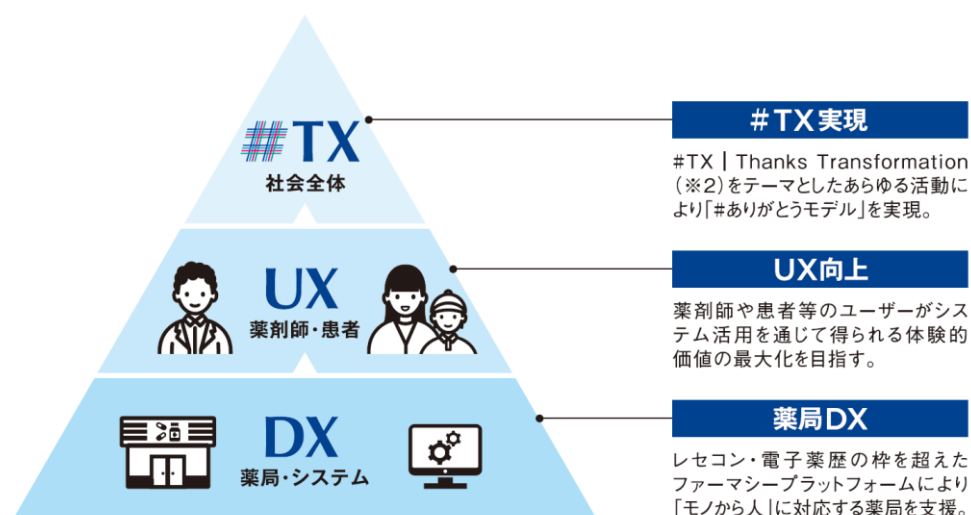 #TX
社会全体
#TX実現
#TX｜Thanks Transformation
（※2）をテーマとしたあらゆる活動に
より「#ありがとうモデル」を実現。
UX
薬剤師・患者
UX向上
薬剤師や患者等のユーザーがシス
テム活用を通じて得られる体験的
価値の最大化を目指す。
DX
薬局・システム
薬局DX
レセコン・電子薬歴の枠を超えた
ファーマシープラットフォームにより
「モノから人」に対応する薬局を支援。